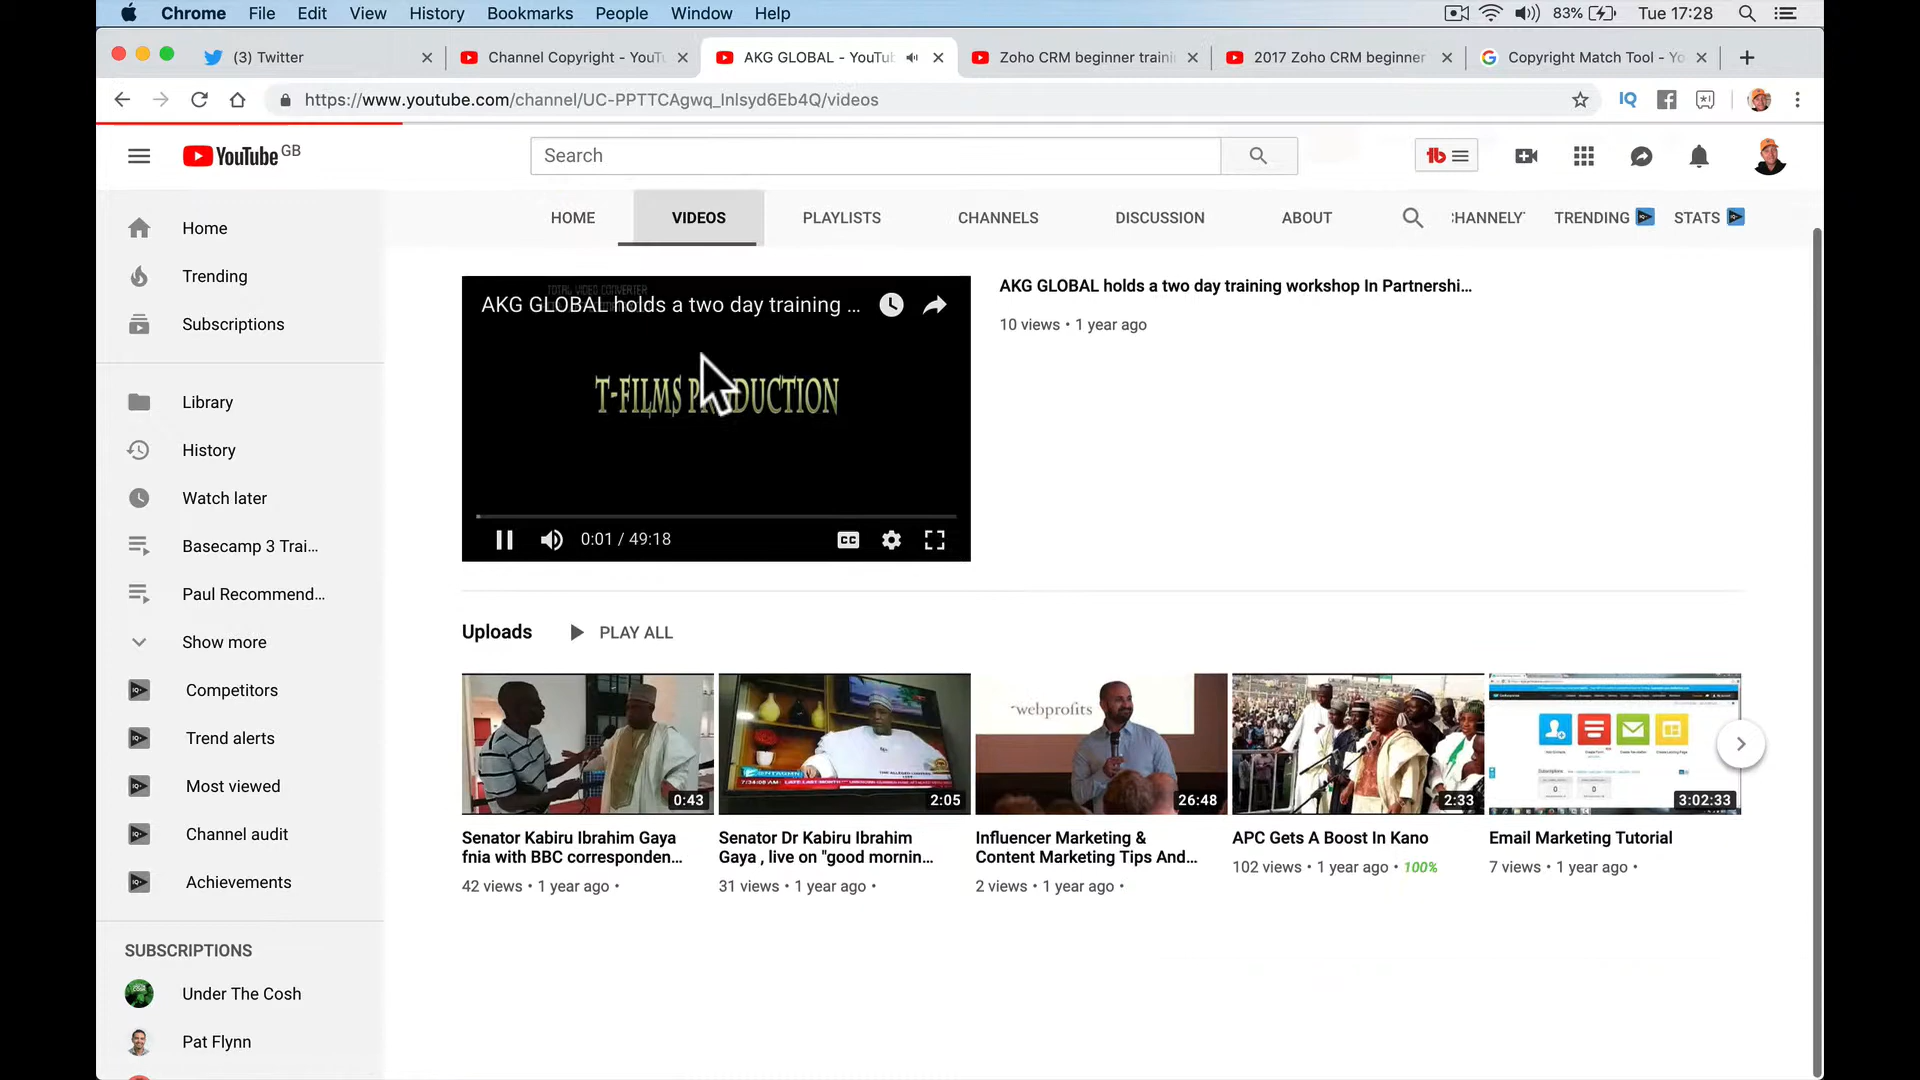 Chrome File Edit View History Bookmarks People Window Help 83% Tue 17:28
(3) Twitter
Channel Copyright - YouTu
AKG GLOBAL - YouTub
Zoho CRM beginner traini
2017 Zoho CRM beginner
Copyright Match Tool - Yo
https://www.youtube.com/channel/UC-PPTTCAgwq_lnlsyd6Eb4Q/videos
YouTube GB
Search
HOME VIDEOS PLAYLISTS CHANNELS DISCUSSION ABOUT CHANNELY TRENDING STATS
Home
Trending
Subscriptions
Library
History
Watch later
Basecamp 3 Trai...
Paul Recommend...
Show more
Competitors
Trend alerts
Most viewed
Channel audit
Achievements
SUBSCRIPTIONS
Under The Cosh
Pat Flynn
TOTAL VIDEO CONVERTER
AKG GLOBAL holds a two day training ...
T-FILMS PRODUCTION
0:01 / 49:18
CC
AKG GLOBAL holds a two day training workshop In Partnershi...
10 views • 1 year ago
Uploads PLAY ALL
0:43
Senator Kabiru Ibrahim Gaya
fnia with BBC corresponden...
42 views • 1 year ago •
2:05
Senator Dr Kabiru Ibrahim
Gaya , live on "good mornin...
31 views • 1 year ago •
webprofits
26:48
Influencer Marketing &
Content Marketing Tips And...
2 views • 1 year ago •
2:33
APC Gets A Boost In Kano
102 views • 1 year ago • 100%
3:02:33
Email Marketing Tutorial
7 views • 1 year ago •